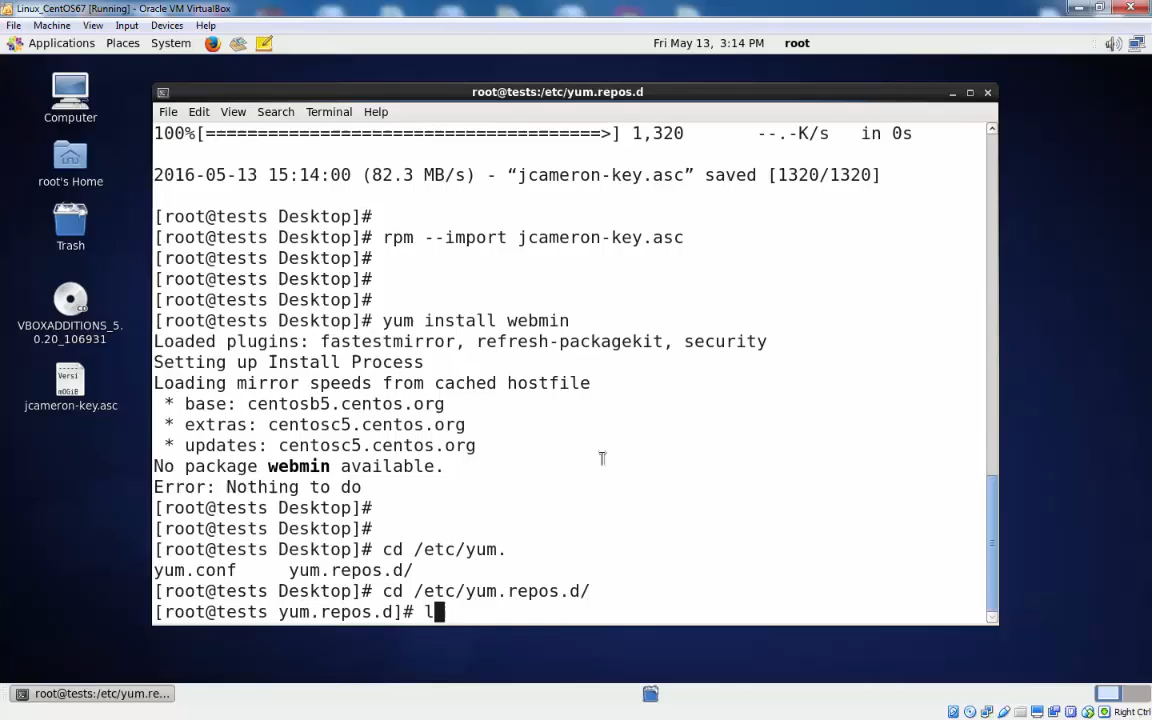 Linux_CentOS67 [Running] - Oracle VM VirtualBox
File Machine View Input Devices Help
Applications Places System Fri May 13, 3:14 PM root
root@tests:/etc/yum.repos.d
File Edit View Search Terminal Help
100%[======================================>] 1,320 --.-K/s in 0s
2016-05-13 15:14:00 (82.3 MB/s) - “jcameron-key.asc” saved [1320/1320]
[root@tests Desktop]#
[root@tests Desktop]# rpm --import jcameron-key.asc
[root@tests Desktop]#
[root@tests Desktop]#
[root@tests Desktop]#
[root@tests Desktop]# yum install webmin
Loaded plugins: fastestmirror, refresh-packagekit, security
Setting up Install Process
Loading mirror speeds from cached hostfile
* base: centosb5.centos.org
* extras: centosc5.centos.org
* updates: centosc5.centos.org
No package webmin available.
Error: Nothing to do
[root@tests Desktop]#
[root@tests Desktop]#
[root@tests Desktop]# cd /etc/yum.
yum.conf yum.repos.d/
[root@tests Desktop]# cd /etc/yum.repos.d/
[root@tests yum.repos.d]# l
Computer
root's Home
Trash
VBOXADDITIONS_5.
0.20_106931
Versi
m0GiB
jcameron-key.asc
root@tests:/etc/yum.re...
Right Ctrl